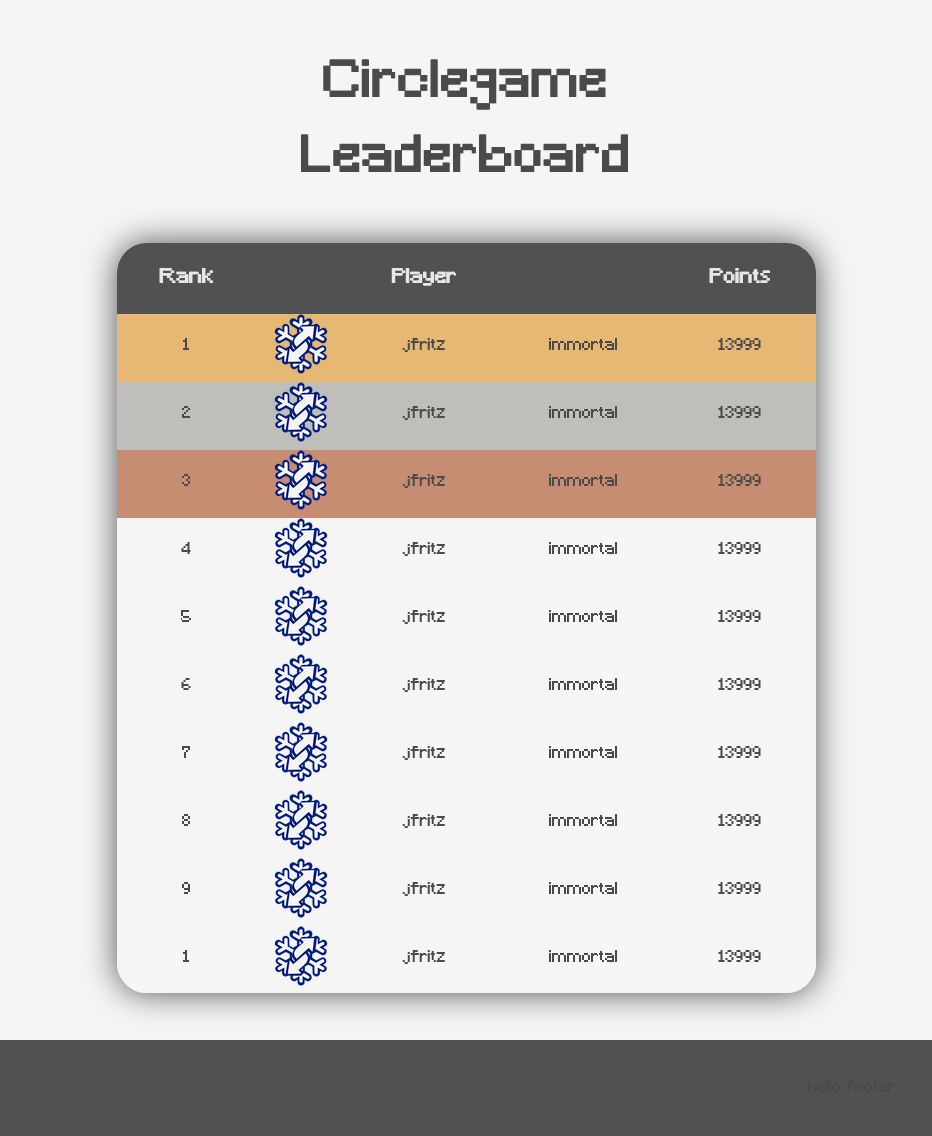 Circlegame
Leaderboard
Rank Player Points
1 .jfritz immortal 13999
2 .jfritz immortal 13999
3 .jfritz immortal 13999
4 .jfritz immortal 13999
5 .jfritz immortal 13999
6 .jfritz immortal 13999
7 .jfritz immortal 13999
8 .jfritz immortal 13999
9 .jfritz immortal 13999
1 .jfritz immortal 13999
hello footer